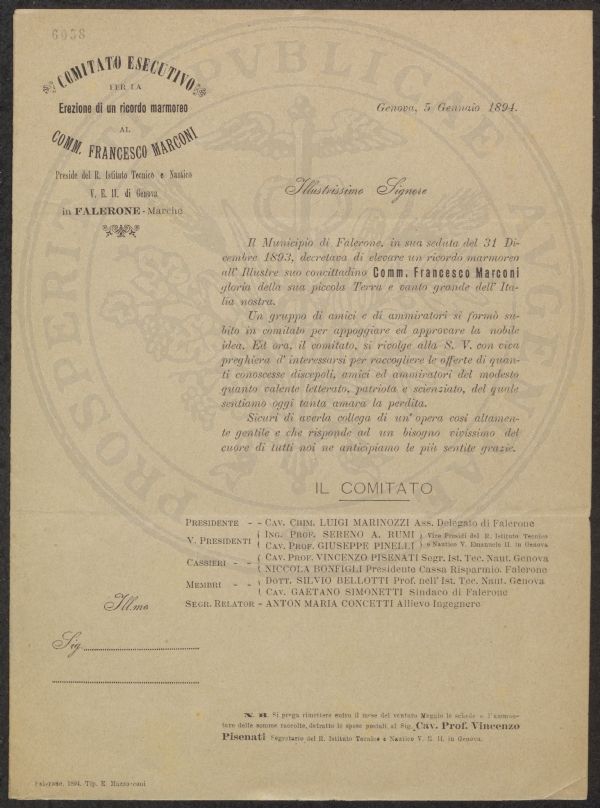 6038
COMITATO ESECUTIVO
PER LA
Erezione di un ricordo marmoreo
AL
COMM. FRANCESCO MARCONI
Preside del R. Istituto Tecnico e Nautico
V. E. II. di Genova
in FALERONE - Marche
Genova, 5 Gennaio 1894.
Illustrissimo Signore
Il Municipio di Falerone, in sua seduta del 31 Di-
cembre 1893, decretava di elevare un ricordo marmoreo
all' Illustre suo concittadino Comm. Francesco Marconi
gloria della sua piccola Terra e vanto grande dell' Ita-
lia nostra.
Un gruppo di amici e di ammiratori si formò su-
bito in comitato per appoggiare ed approvare la nobile
idea. Ed ora, il comitato, si rivolge alla S. V. con viva
preghiera d' interessarsi per raccogliere le offerte di quan-
ti conoscesse discepoli, amici ed ammiratori del modesto
quanto valente letterato, patriota e scienziato, del quale
sentiamo oggi tanta amara la perdita.
Sicuri di averla collega di un' opera così altamen-
te gentile e che risponde ad un bisogno vivissimo del
cuore di tutti noi ne anticipiamo le più sentite grazie.
IL COMITATO
PRESIDENTE - - CAV. CHIM. LUIGI MARINOZZI Ass. Delegato di Falerone
V. PRESIDENTI ( ING. PROF. SERENO A. RUMI ) Vice Presidi del R. Istituto Tecnico
( CAV. PROF. GIUSEPPE PINELLI ) e Nautico V. Emanuele II. in Genova
CASSIERI - - ( CAV. PROF. VINCENZO PISENATI Segr. Ist. Tec. Naut. Genova
( NICCOLA BONFIGLI Presidente Cassa Risparmio. Falerone
MEMBRI - - ( DOTT. SILVIO BELLOTTI Prof. nell' Ist. Tec. Naut. Genova
( CAV. GAETANO SIMONETTI Sindaco di Falerone
SEGR. RELATOR - ANTON MARIA CONCETTI Allievo Ingegnere
Ill.mo
Sig.
N. B. Si prega rimettere entro il mese del venturo Maggio le schede e l'ammon-
tare delle somme raccolte, detratte le spese postali, al Sig. Cav. Prof. Vincenzo
Pisenati Segretario del R. Istituto Tecnico e Nautico V. E. II. in Genova.
Falerone, 1894. Tip. E.
PROSPERITATI PVBLICAE AVGENDAE